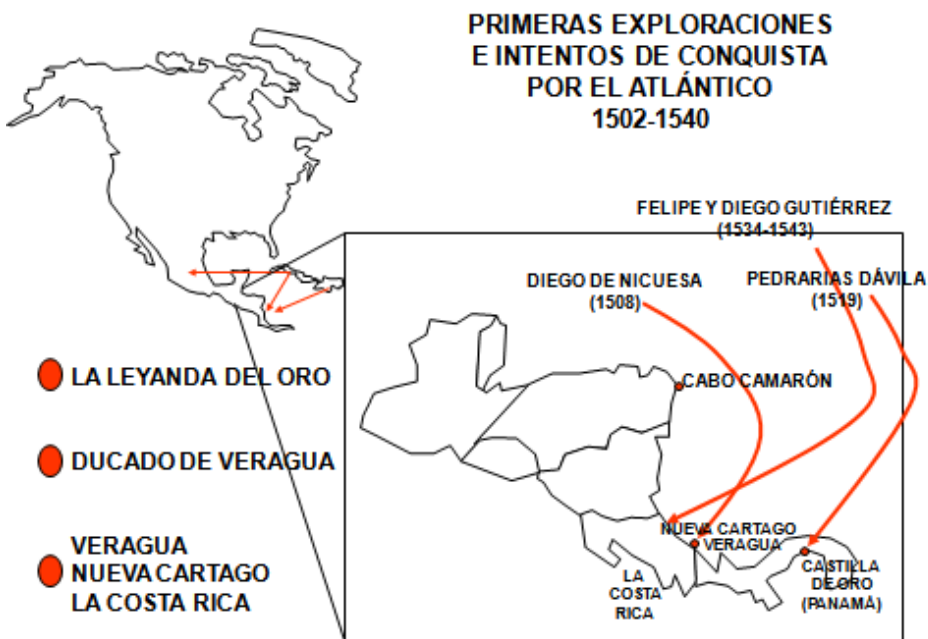 PRIMERAS EXPLORACIONES
E INTENTOS DE CONQUISTA
POR EL ATLÁNTICO
1502-1540
FELIPE Y DIEGO GUTIÉRREZ
(1534-1543)
DIEGO DE NICUESA
(1508)
PEDRARIAS DÁVILA
(1519)
LA LEYANDA DEL ORO
DUCADO DE VERAGUA
VERAGUA
NUEVA CARTAGO
LA COSTA RICA
CABO CAMARÓN
NUEVA CARTAGO
VERAGUA
LA
COSTA
RICA
CASTILLA
DE ORO
(PANAMÁ)